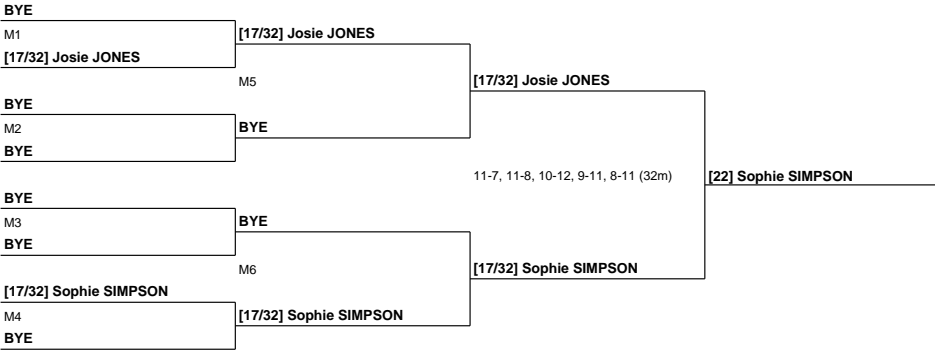 BYE
M1
[17/32] Josie JONES
[17/32] Josie JONES
M5
[17/32] Josie JONES
BYE
M2
BYE
BYE
11-7, 11-8, 10-12, 9-11, 8-11 (32m)
[22] Sophie SIMPSON
BYE
M3
BYE
BYE
M6
[17/32] Sophie SIMPSON
[17/32] Sophie SIMPSON
M4
[17/32] Sophie SIMPSON
BYE